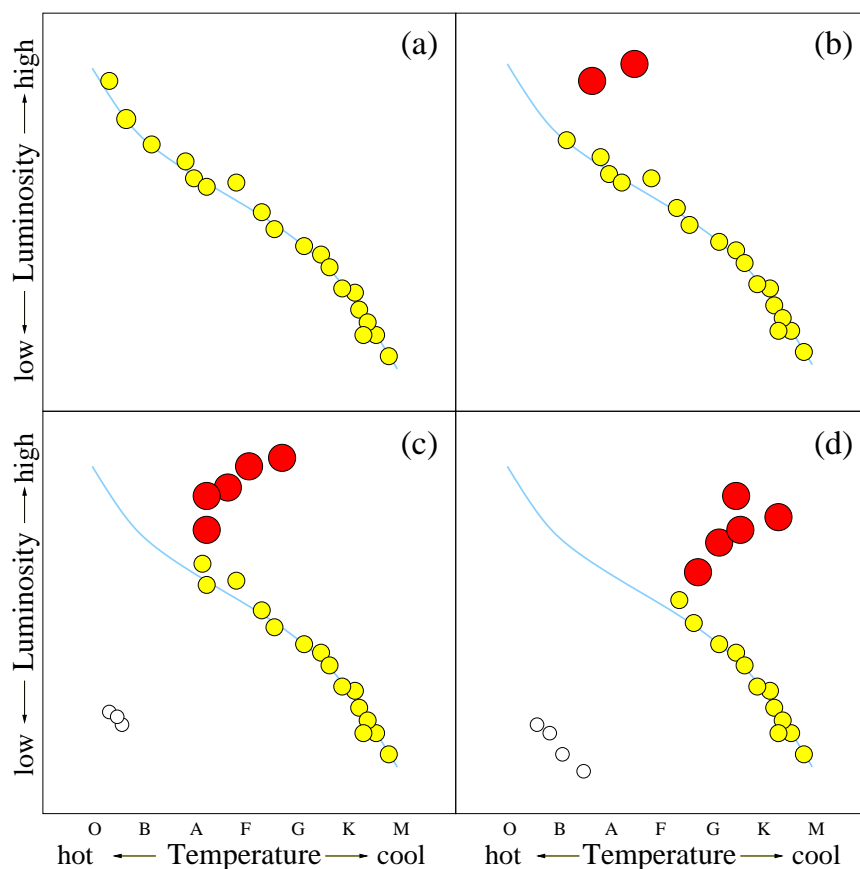 (a)
(b)
low Luminosity high
(c)
(d)
low Luminosity high
O B A F G K M
O B A F G K M
hot Temperature cool
hot Temperature cool